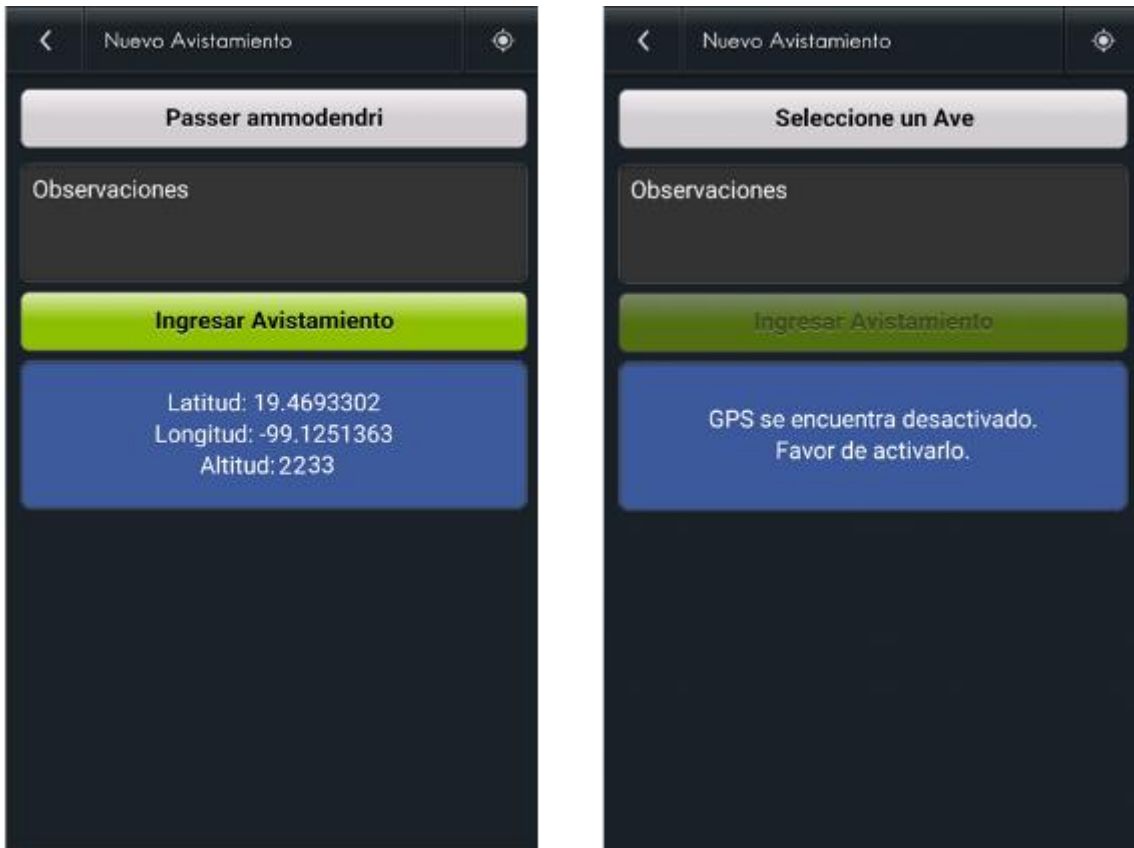 Nuevo Avistamiento
Passer ammodendri
Observaciones
Ingresar Avistamiento
Latitud: 19.4693302
Longitud: -99.1251363
Altitud: 2233
Nuevo Avistamiento
Seleccione un Ave
Observaciones
Ingresar Avistamiento
GPS se encuentra desactivado.
Favor de activarlo.